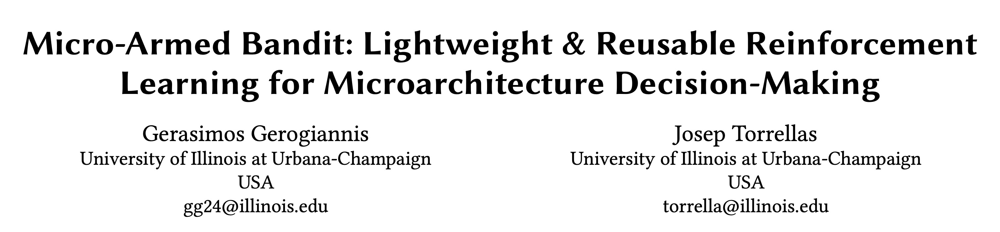 Micro-Armed Bandit: Lightweight & Reusable Reinforcement
Learning for Microarchitecture Decision-Making
Gerasimos Gerogiannis
University of Illinois at Urbana-Champaign
USA
gg24@illinois.edu
Josep Torrellas
University of Illinois at Urbana-Champaign
USA
torrella@illinois.edu